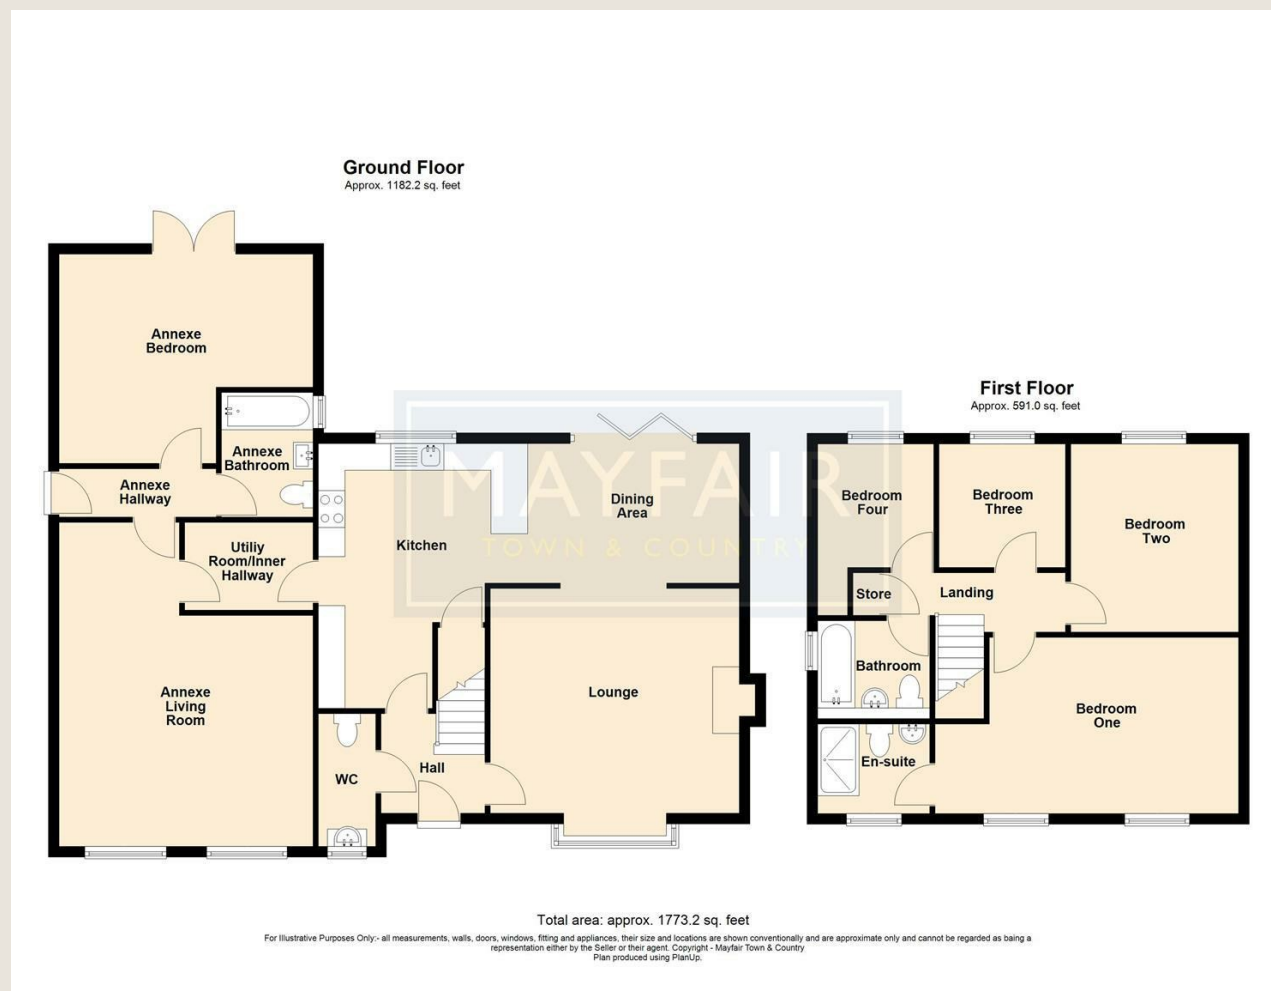 Ground Floor
Approx. 1182.2 sq. feet
Annexe
Bedroom
Annexe
Bathroom
Annexe
Hallway
Utiliy
Room/Inner
Hallway
Kitchen
Dining
Area
Annexe
Living
Room
Lounge
WC
Hall
MAYFAIR
TOWN & COUNTRY
First Floor
Approx. 591.0 sq. feet
Bedroom
Four
Bedroom
Three
Bedroom
Two
Store
Landing
Bathroom
Bedroom
One
En-suite
Total area: approx. 1773.2 sq. feet
For Illustrative Purposes Only:- all measurements, walls, doors, windows, fitting and appliances, their size and locations are shown conventionally and are approximate only and cannot be regarded as being a
representation either by the Seller or their agent. Copyright - Mayfair Town & Country
Plan produced using PlanUp.